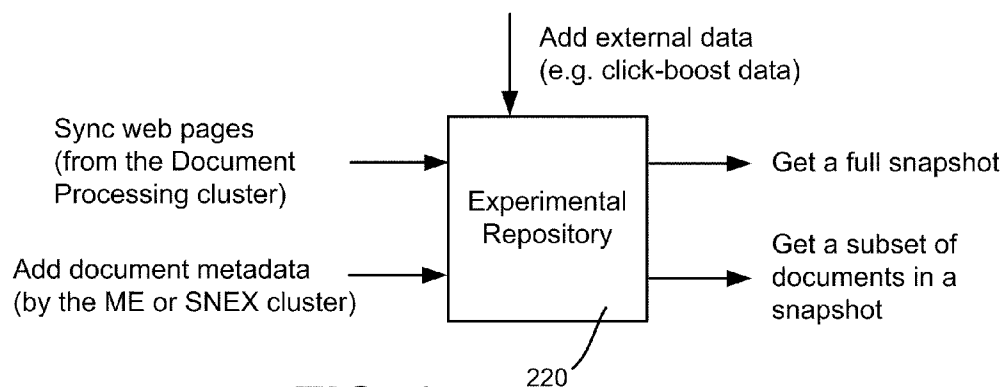 Add external data
(e.g. click-boost data)
Sync web pages
(from the Document
Processing cluster)
Experimental
Repository
Get a full snapshot
Add document metadata
(by the ME or SNEX cluster)
Get a subset of
documents in a
snapshot
220